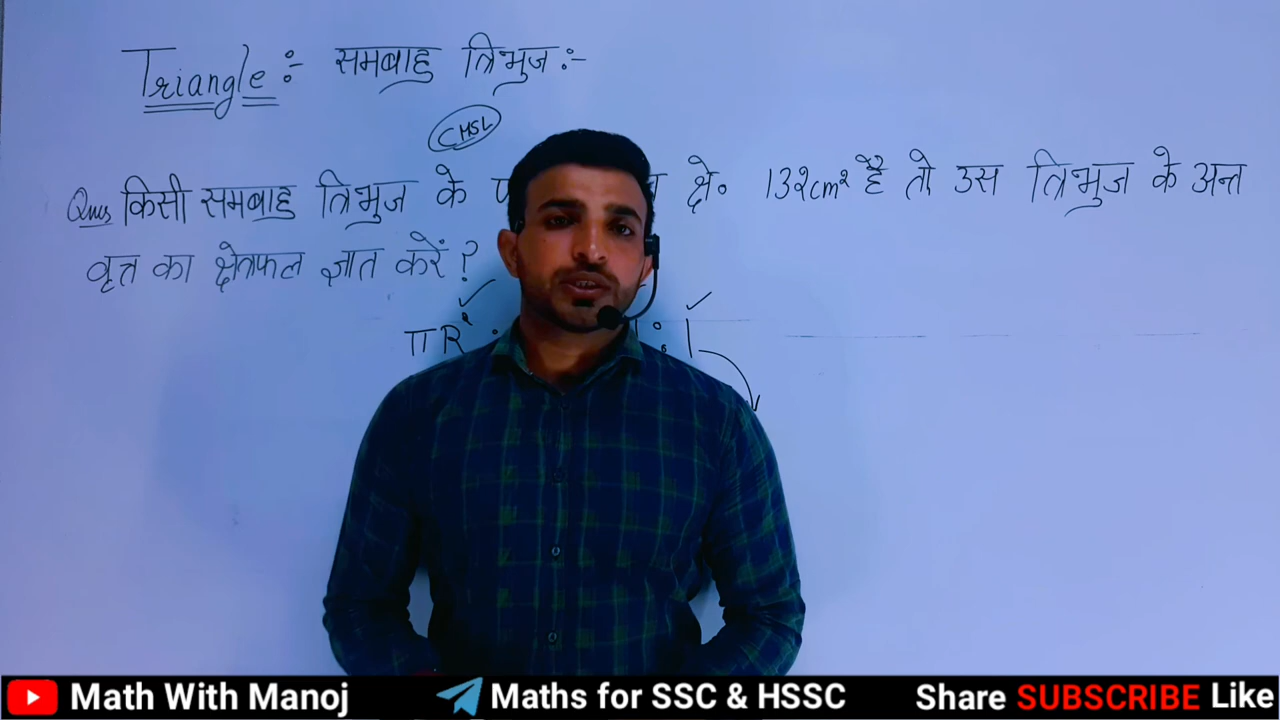 Triangle :- समबाहु त्रिभुज :-
CHSL
Ques किसी समबाहु त्रिभुज के क्षे० 132cm² है तो उस त्रिभुज के अन्त
वृत्त का क्षेत्रफल ज्ञात करें ?
πR : 1
Math With Manoj Maths for SSC & HSSC Share SUBSCRIBE Like